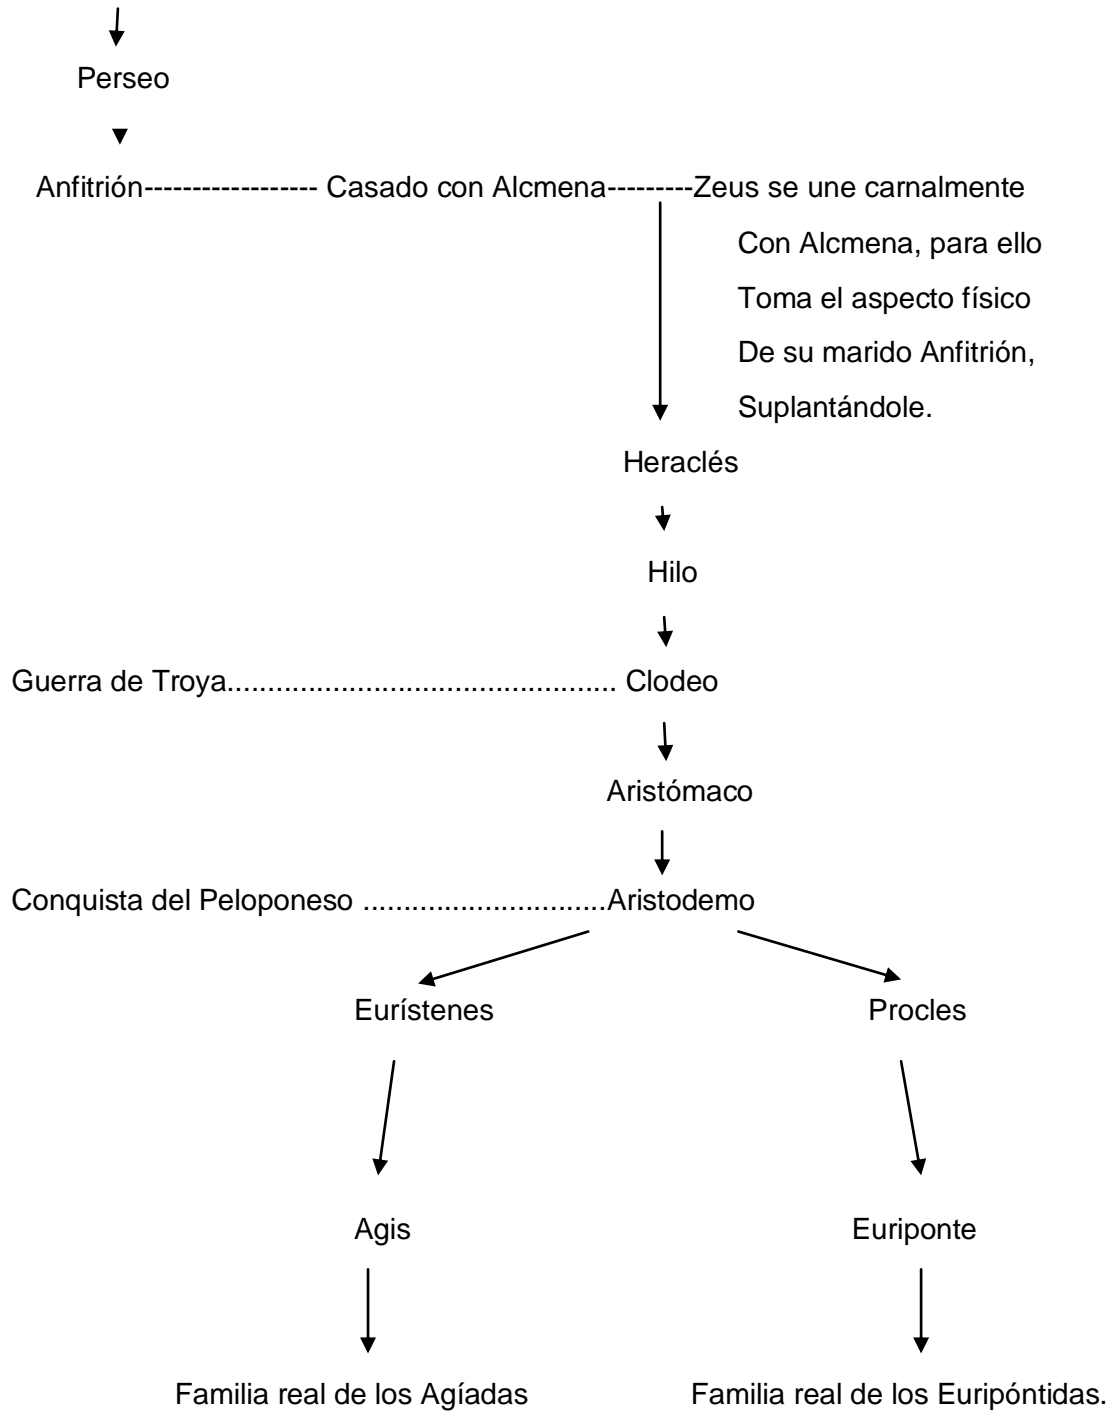 Perseo
Anfitrión------------------ Casado con Alcmena---------Zeus se une carnalmente
Con Alcmena, para ello
Toma el aspecto físico
De su marido Anfitrión,
Suplantándole.
Heraclés
Hilo
Guerra de Troya................................................ Clodeo
Aristómaco
Conquista del Peloponeso ..............................Aristodemo
Eurístenes Procles
Agis Euriponte
Familia real de los Agíadas Familia real de los Euripóntidas.